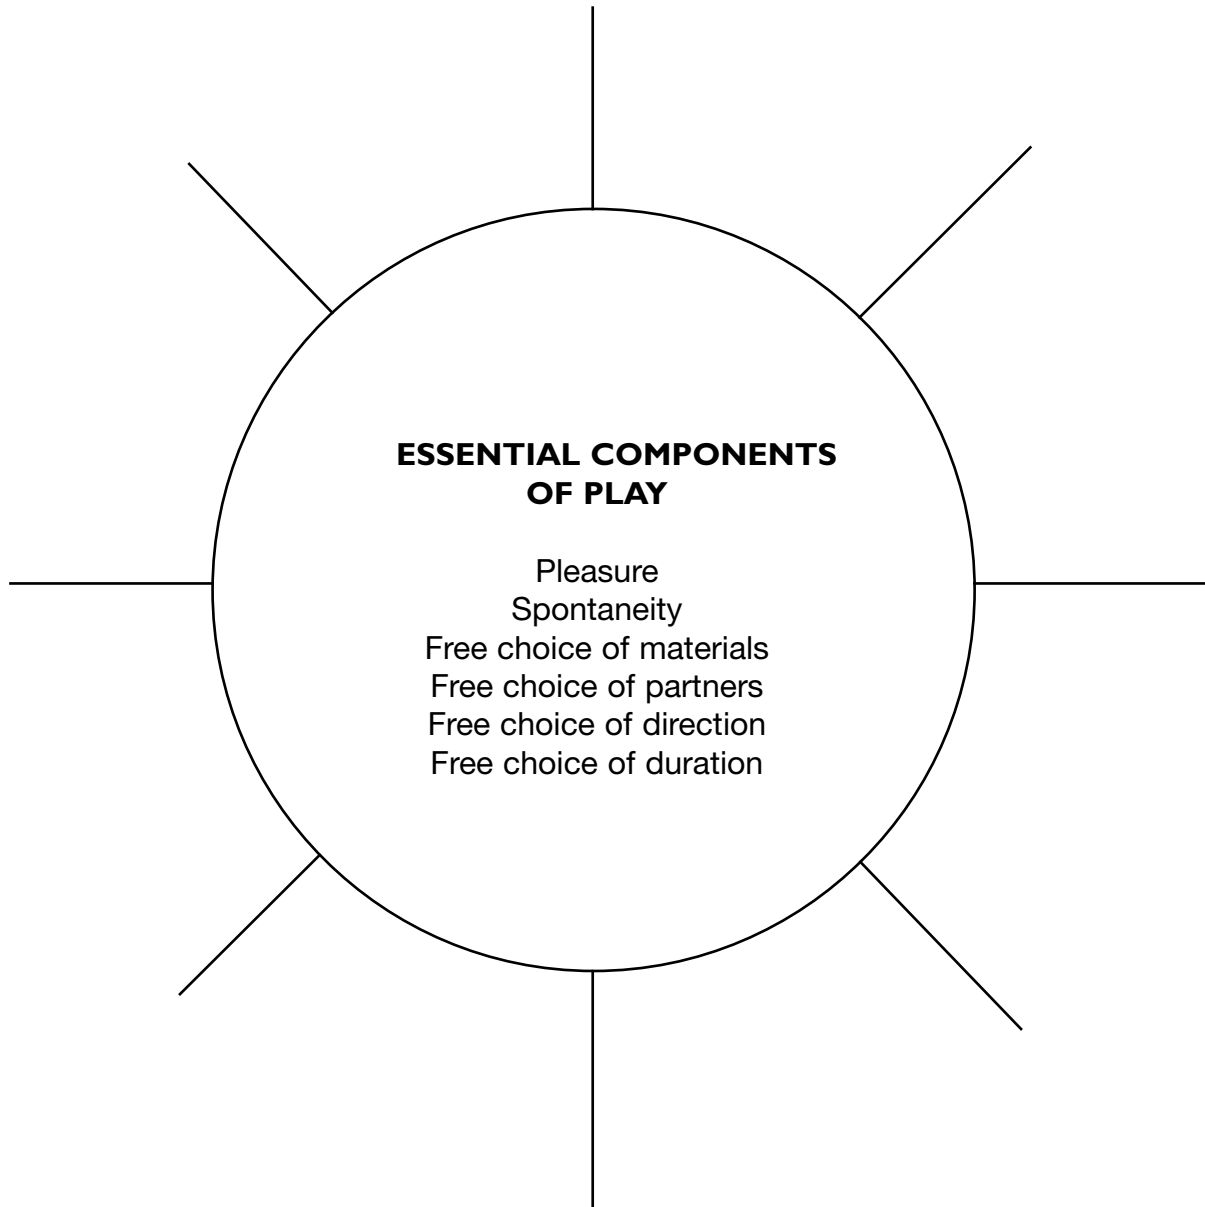 ESSENTIAL COMPONENTS
OF PLAY
Pleasure
Spontaneity
Free choice of materials
Free choice of partners
Free choice of direction
Free choice of duration